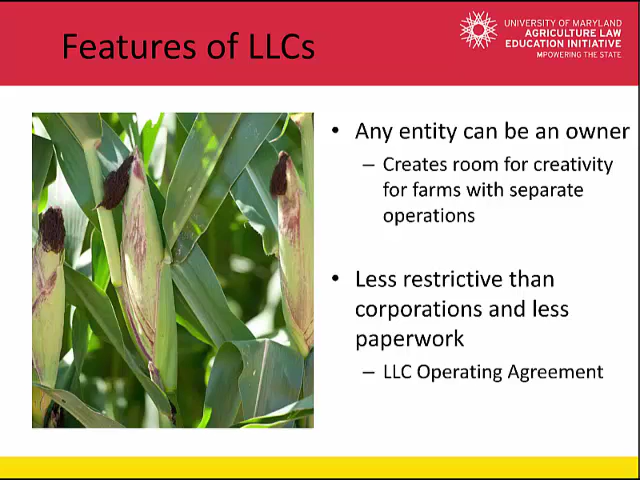 Features of LLCs
UNIVERSITY OF MARYLAND
AGRICULTURE LAW
EDUCATION INITIATIVE
MPOWERING THE STATE
• Any entity can be an owner
– Creates room for creativity
for farms with separate
operations
• Less restrictive than
corporations and less
paperwork
– LLC Operating Agreement